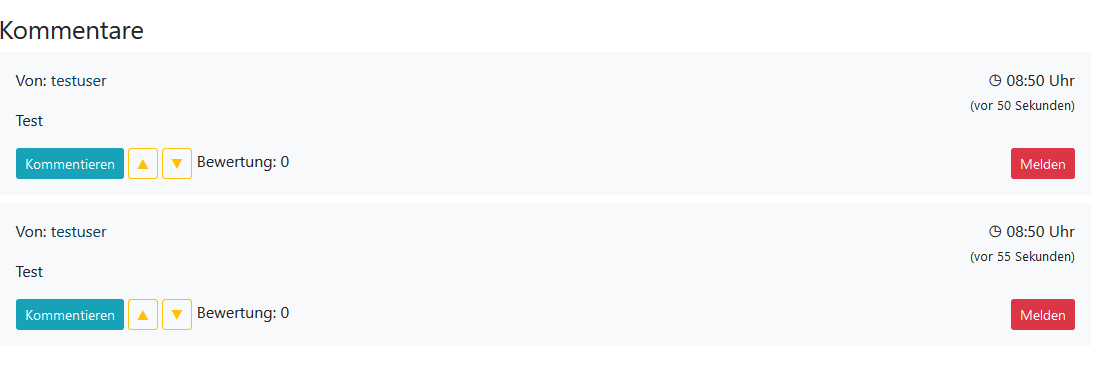 Kommentare
Von: testuser
08:50 Uhr
(vor 50 Sekunden)
Test
Kommentieren ▲ ▼ Bewertung: 0
Melden
Von: testuser
08:50 Uhr
(vor 55 Sekunden)
Test
Kommentieren ▲ ▼ Bewertung: 0
Melden